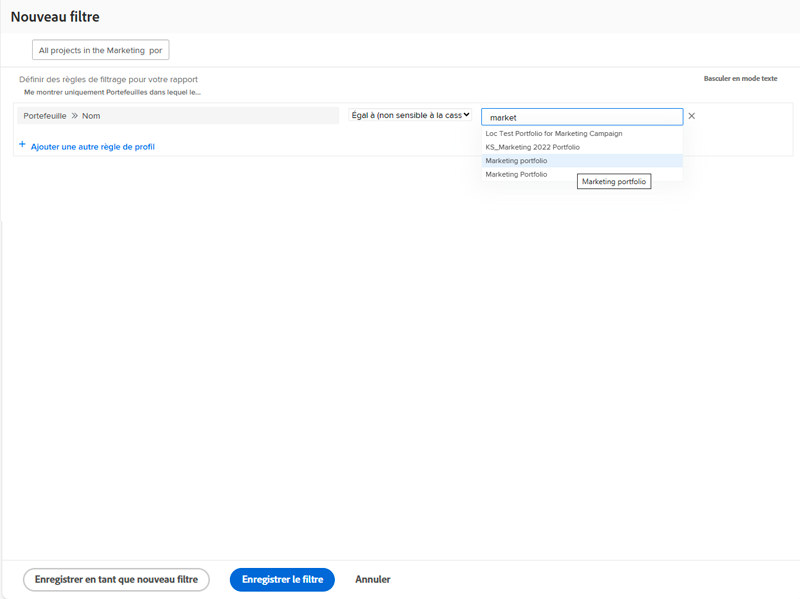 Nouveau filtre
All projects in the Marketing por
Définir des règles de filtrage pour votre rapport
Basculer en mode texte
Me montrer uniquement Portefeuilles dans lequel le...
Portefeuille >> Nom
Égal à (non sensible à la cass
market
Loc Test Portfolio for Marketing Campaign
KS_Marketing 2022 Portfolio
Marketing portfolio
Marketing Portfolio
Marketing portfolio
+ Ajouter une autre règle de profil
Enregistrer en tant que nouveau filtre
Enregistrer le filtre
Annuler